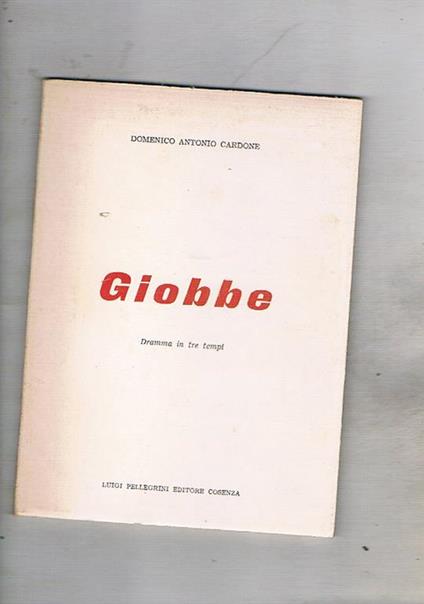 DOMENICO ANTONIO CARDONE
Giobbe
Dramma in tre tempi
LUIGI PELLEGRINI EDITORE COSENZA